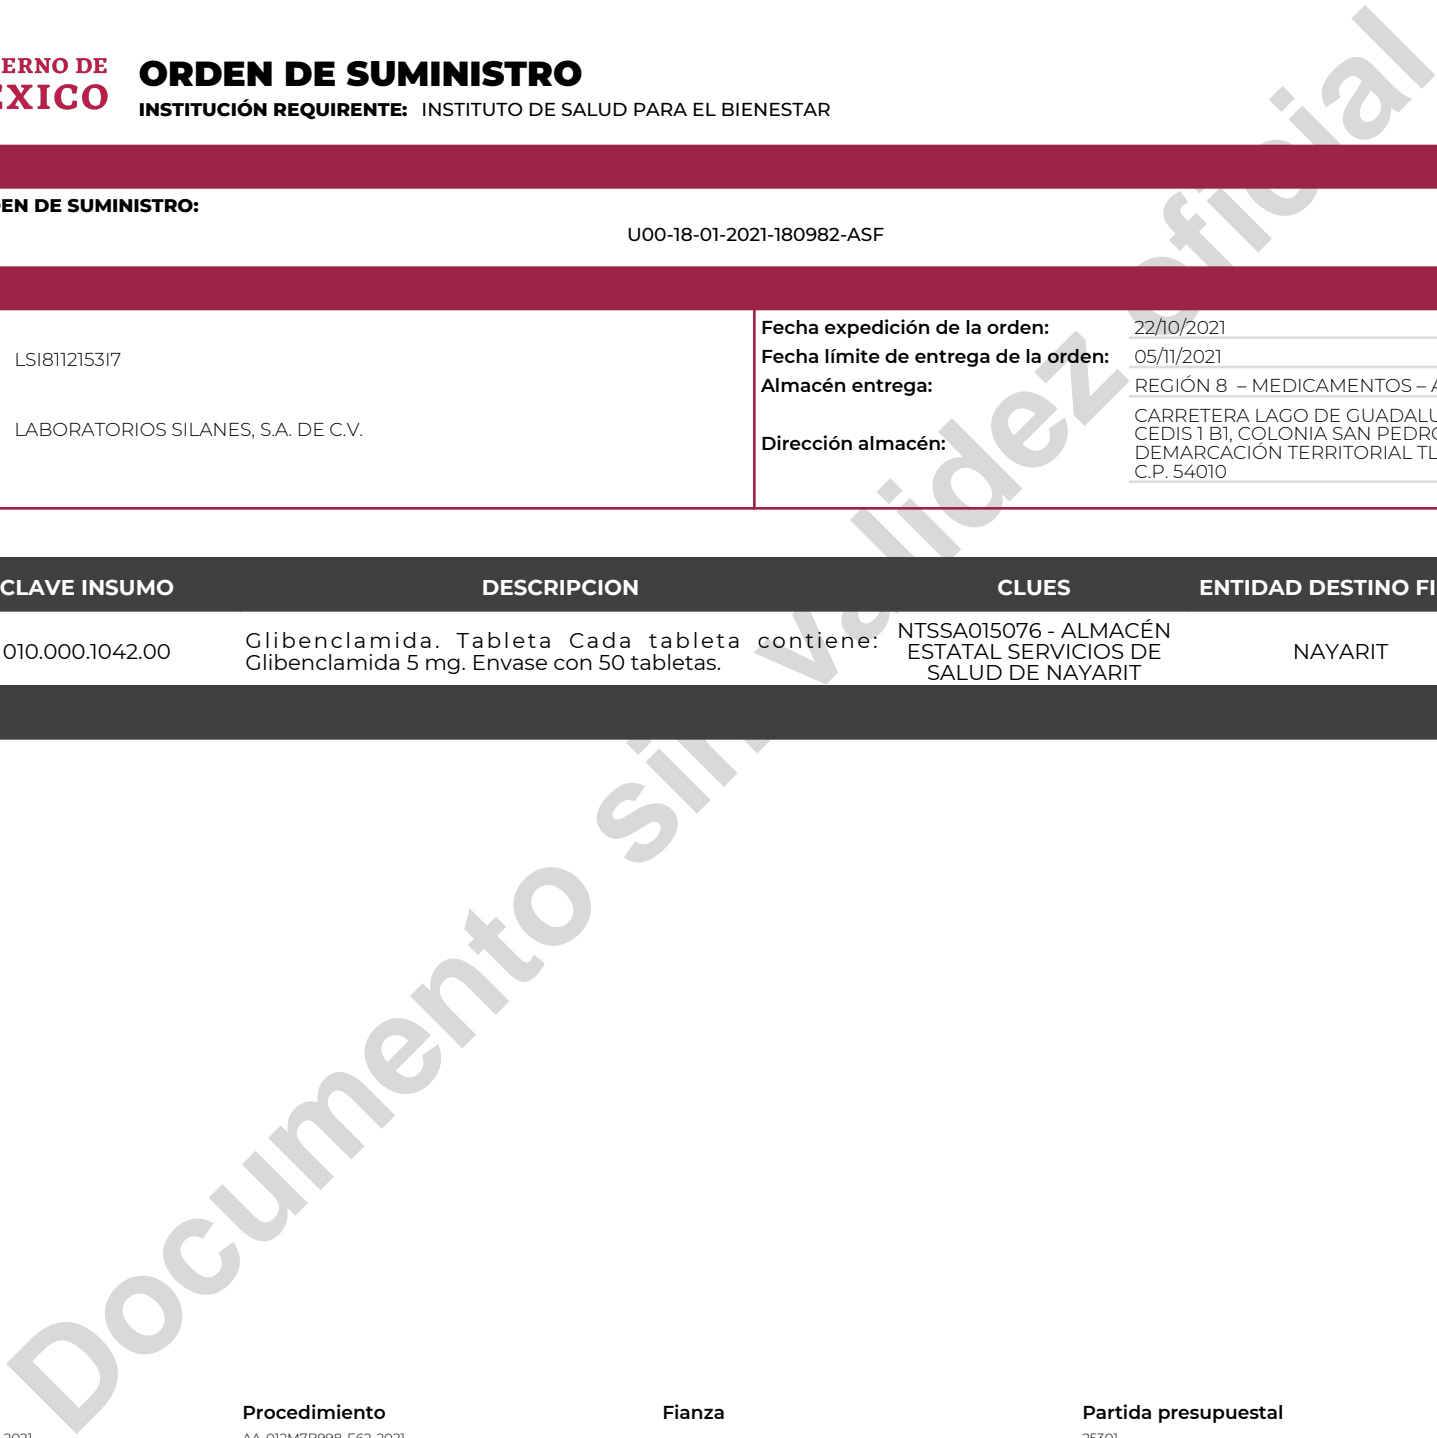 ERNO DE
EXICO
ORDEN DE SUMINISTRO
INSTITUCIÓN REQUIRENTE: INSTITUTO DE SALUD PARA EL BIENESTAR
EN DE SUMINISTRO:
U00-18-01-2021-180982-ASF
LSI8112153I7
LABORATORIOS SILANES, S.A. DE C.V.
Fecha expedición de la orden: 22/10/2021
Fecha límite de entrega de la orden: 05/11/2021
Almacén entrega: REGIÓN 8 – MEDICAMENTOS – A
Dirección almacén:
CARRETERA LAGO DE GUADALU
CEDIS 1 B1, COLONIA SAN PEDRO
DEMARCACIÓN TERRITORIAL TL
C.P. 54010
CLAVE INSUMO DESCRIPCION CLUES ENTIDAD DESTINO FI
010.000.1042.00
Glibenclamida. Tableta Cada tableta contiene:
Glibenclamida 5 mg. Envase con 50 tabletas.
NTSSA015076 - ALMACÉN
ESTATAL SERVICIOS DE
SALUD DE NAYARIT
NAYARIT
Documento sin validez oficial
Procedimiento Fianza Partida presupuestal